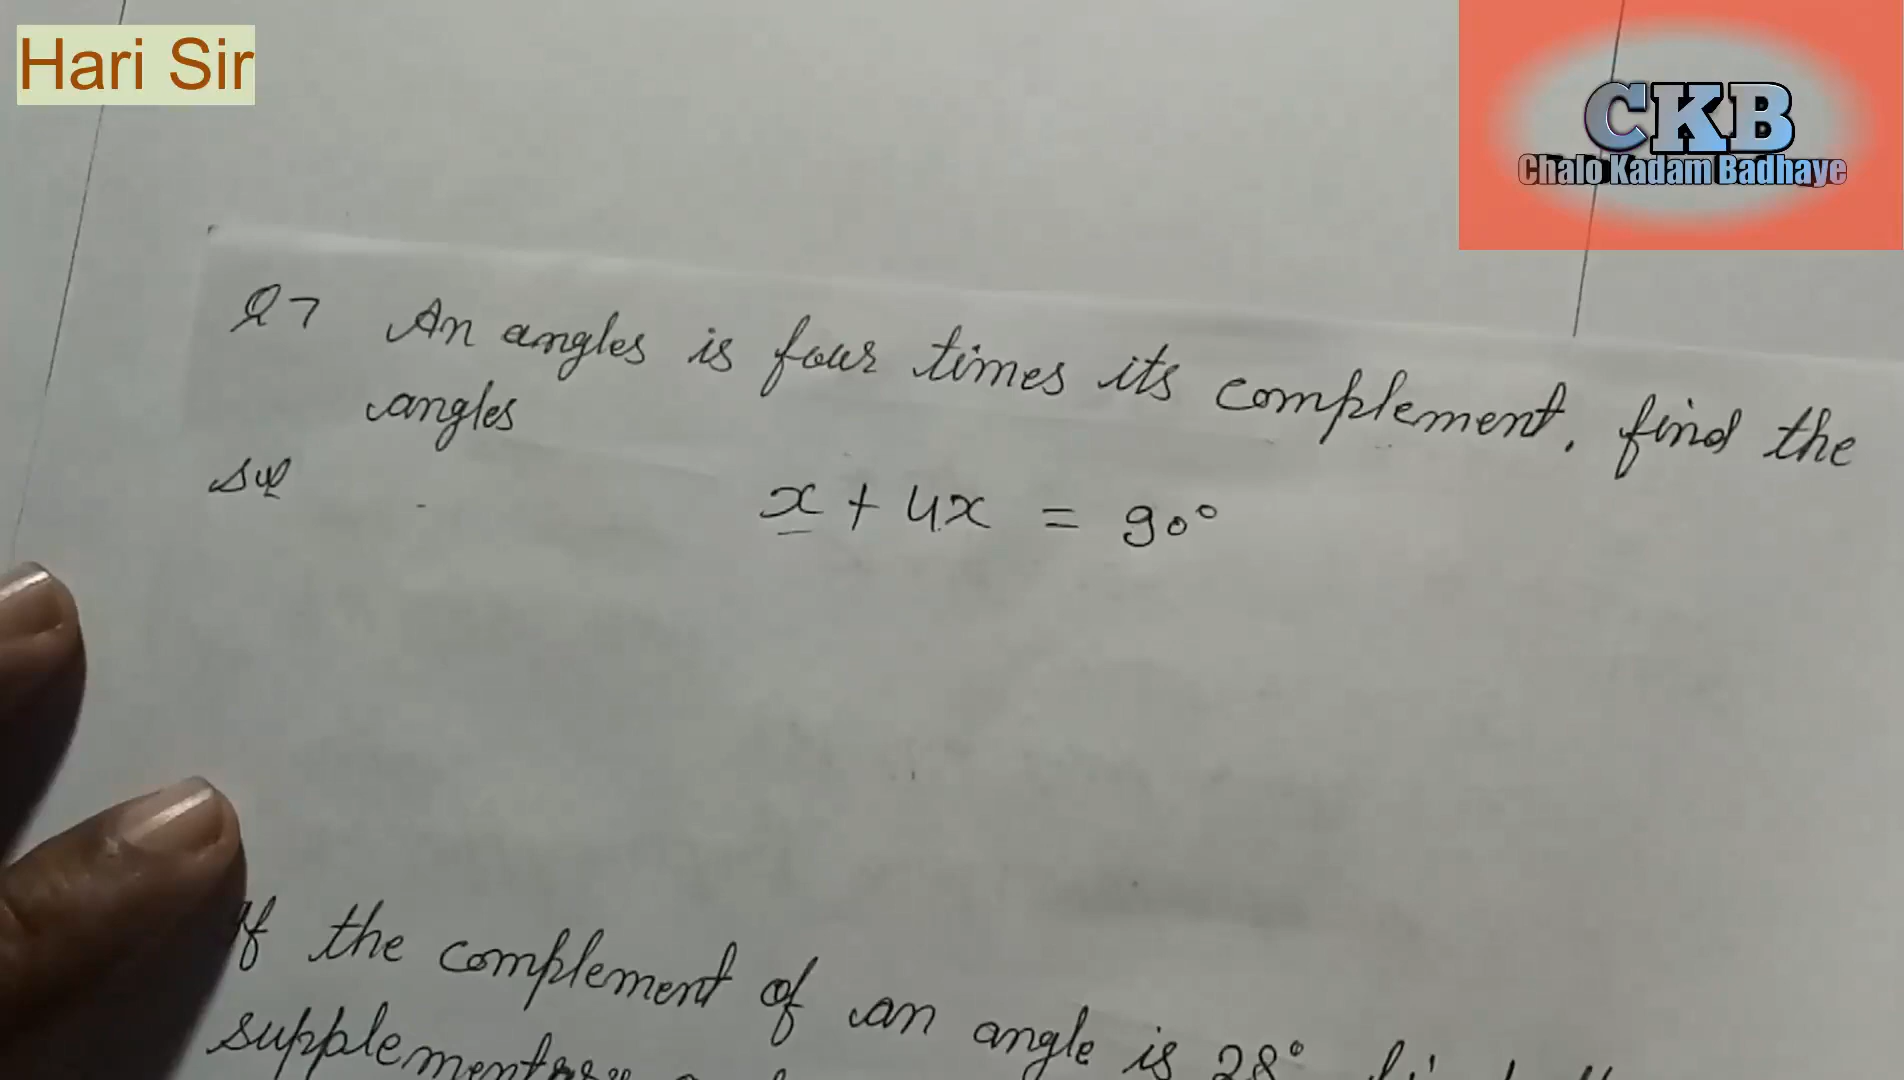 Hari Sir
CKB
Chalo Kadam Badhaye
Q7 An angles is four times its complement, find the
angles
Sol x + 4x = 90°
If the complement of an angle is 28°
supplementary